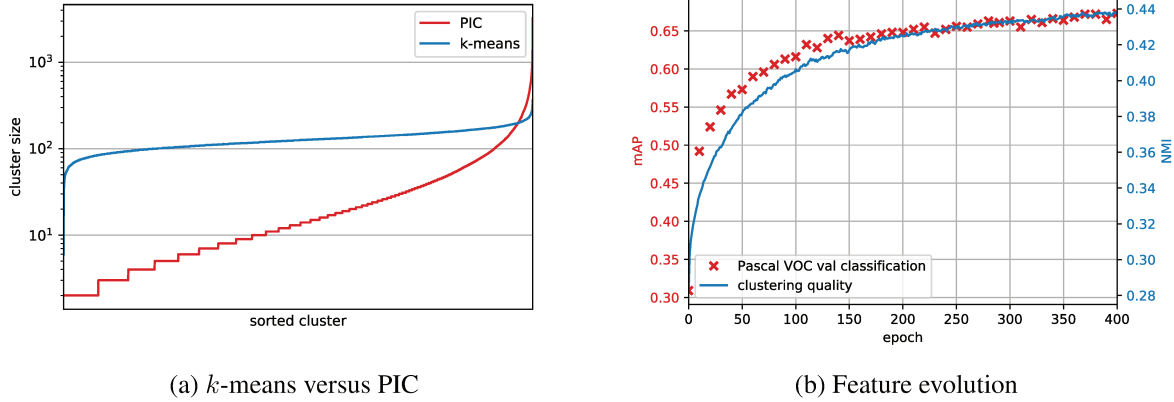 PIC
k-means
10³
10²
10¹
cluster size
sorted cluster
(a) k-means versus PIC
0.65
0.60
0.55
0.50
0.45
0.40
0.35
0.30
mAP
Pascal VOC val classification
clustering quality
0 50 100 150 200 250 300 350 400
epoch
0.44
0.42
0.40
0.38
0.36
0.34
0.32
0.30
0.28
NMI
(b) Feature evolution